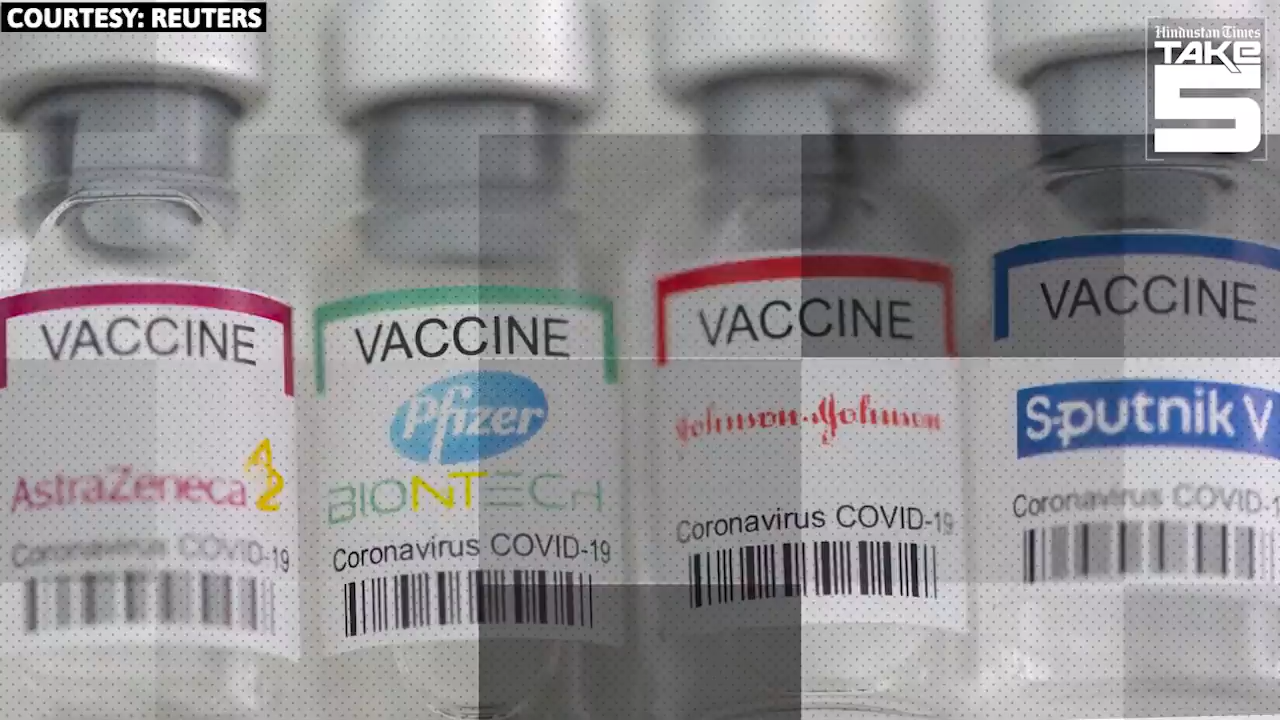 COURTESY: REUTERS
Hindustan Times
TAKE
5
VACCINE
AstraZeneca
Coronavirus COVID-19
VACCINE
Pfizer
BIONTECH
Coronavirus COVID-19
VACCINE
Johnson & Johnson
Coronavirus COVID-19
VACCINE
Sputnik V
Coronavirus COVID-1